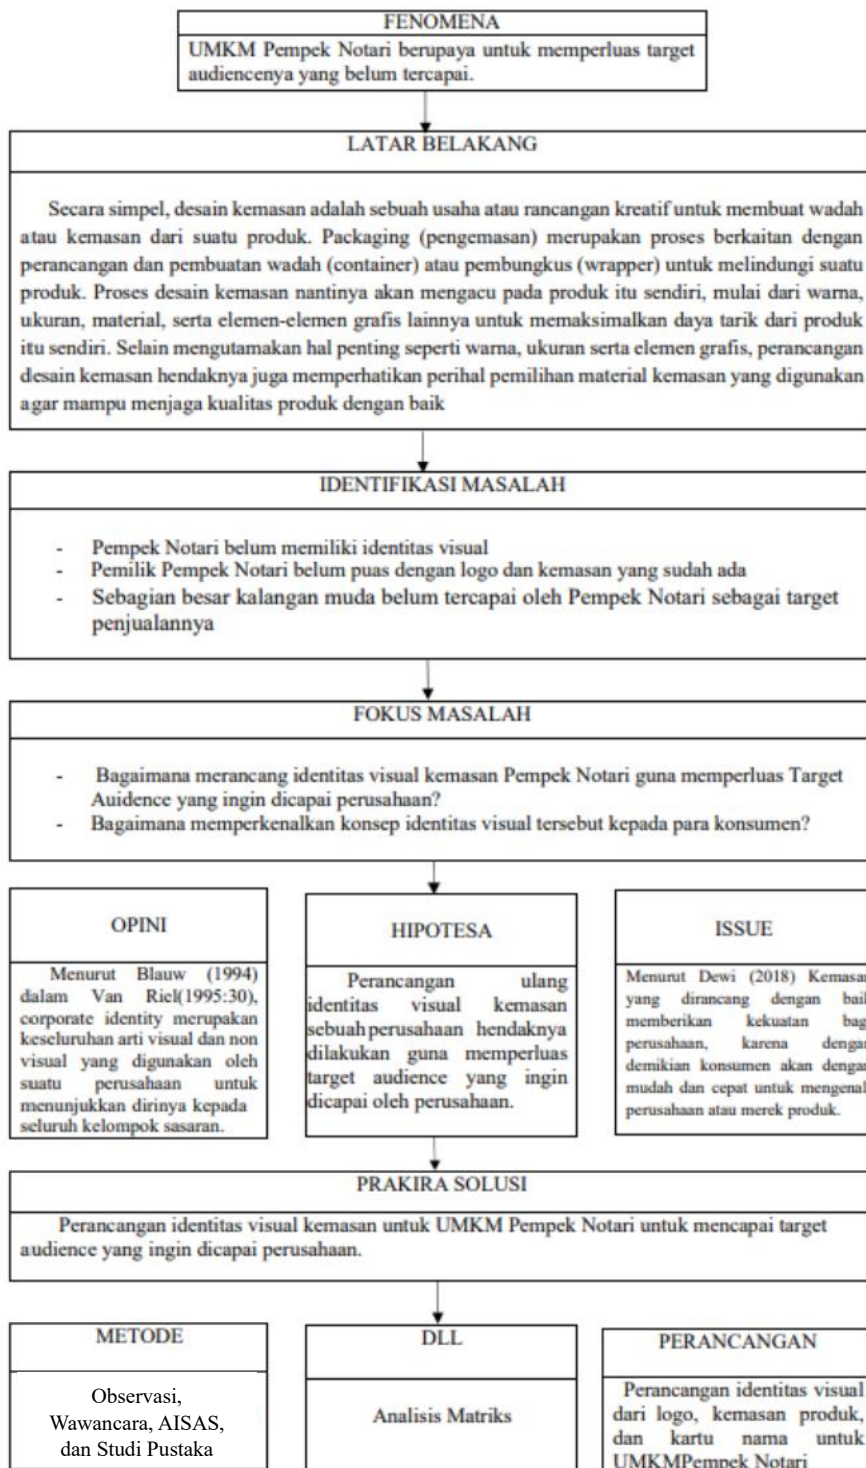 FENOMENA
UMKM Pempek Notari berupaya untuk memperluas target
audiencenya yang belum tercapai.
LATAR BELAKANG
Secara simpel, desain kemasan adalah sebuah usaha atau rancangan kreatif untuk membuat wadah
atau kemasan dari suatu produk. Packaging (pengemasan) merupakan proses berkaitan dengan
perancangan dan pembuatan wadah (container) atau pembungkus (wrapper) untuk melindungi suatu
produk. Proses desain kemasan nantinya akan mengacu pada produk itu sendiri, mulai dari warna,
ukuran, material, serta elemen-elemen grafis lainnya untuk memaksimalkan daya tarik dari produk
itu sendiri. Selain mengutamakan hal penting seperti warna, ukuran serta elemen grafis, perancangan
desain kemasan hendaknya juga memperhatikan perihal pemilihan material kemasan yang digunakan
agar mampu menjaga kualitas produk dengan baik
IDENTIFIKASI MASALAH
- Pempek Notari belum memiliki identitas visual
- Pemilik Pempek Notari belum puas dengan logo dan kemasan yang sudah ada
- Sebagian besar kalangan muda belum tercapai oleh Pempek Notari sebagai target
penjualannya
FOKUS MASALAH
- Bagaimana merancang identitas visual kemasan Pempek Notari guna memperluas Target
Auidence yang ingin dicapai perusahaan?
- Bagaimana memperkenalkan konsep identitas visual tersebut kepada para konsumen?
OPINI
Menurut Blauw (1994)
dalam Van Riel(1995:30),
corporate identity merupakan
keseluruhan arti visual dan non
visual yang digunakan oleh
suatu perusahaan untuk
menunjukkan dirinya kepada
seluruh kelompok sasaran.
HIPOTESA
Perancangan ulang
identitas visual kemasan
sebuah perusahaan hendaknya
dilakukan guna memperluas
target audience yang ingin
dicapai oleh perusahaan.
ISSUE
Menurut Dewi (2018) Kemasan
yang dirancang dengan baik
memberikan kekuatan bag
perusahaan, karena dengan
demikian konsumen akan dengan
mudah dan cepat untuk mengenal
perusahaan atau merek produk.
PRAKIRA SOLUSI
Perancangan identitas visual kemasan untuk UMKM Pempek Notari untuk mencapai target
audience yang ingin dicapai perusahaan.
METODE
Observasi,
Wawancara, AISAS,
dan Studi Pustaka
DLL
Analisis Matriks
PERANCANGAN
Perancangan identitas visual
dari logo, kemasan produk,
dan kartu nama untuk
UMKMPempek Notari